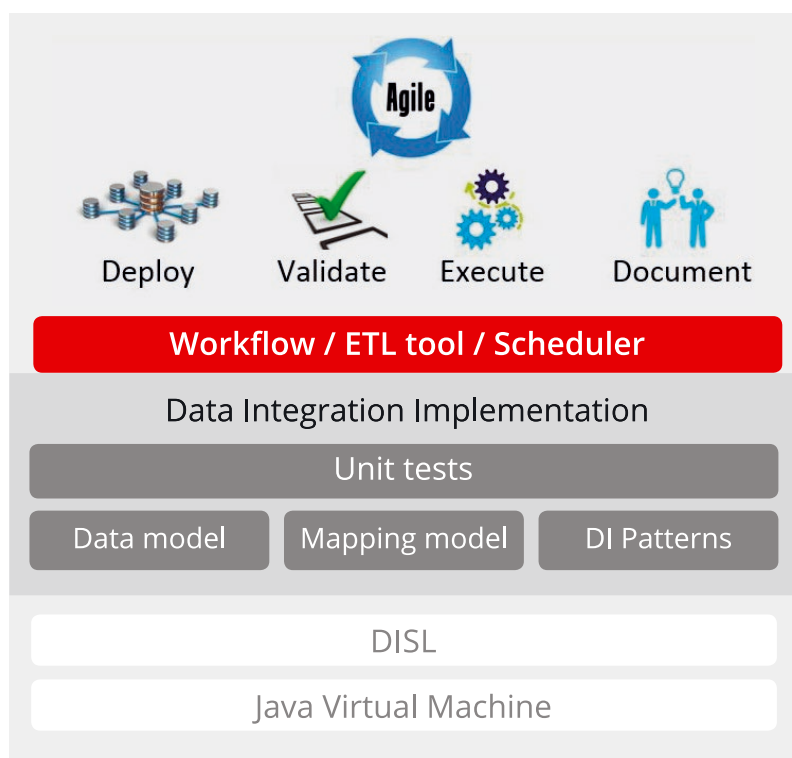 Agile
Deploy Validate Execute Document
Workflow / ETL tool / Scheduler
Data Integration Implementation
Unit tests
Data model Mapping model DI Patterns
DISL
Java Virtual Machine